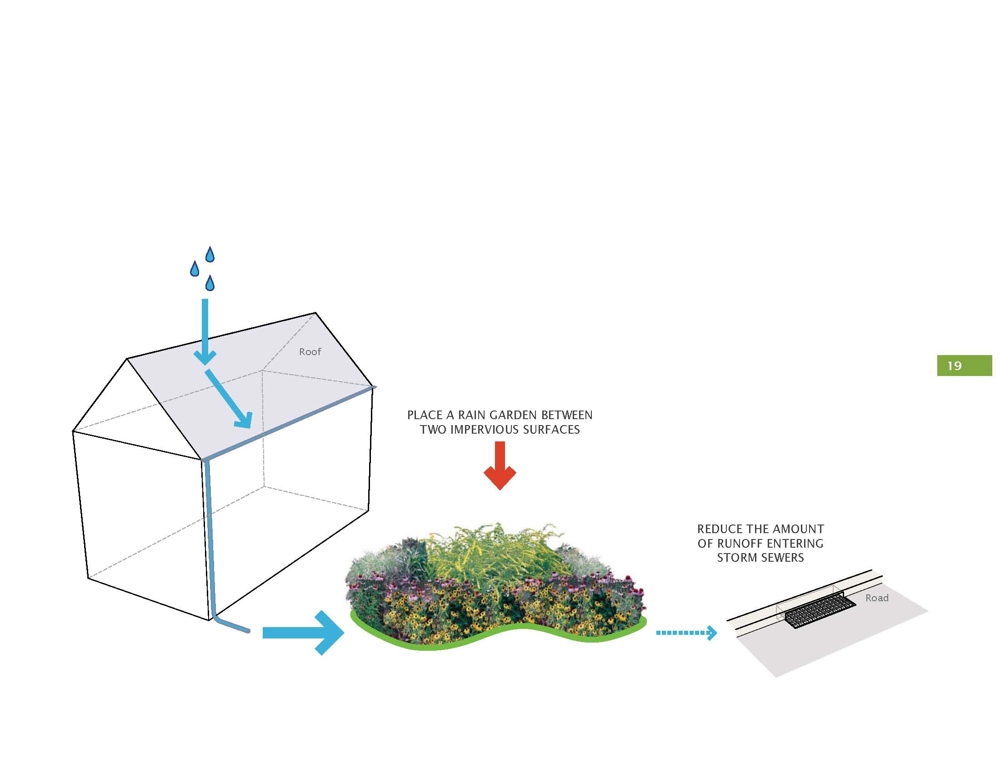 Roof
19
PLACE A RAIN GARDEN BETWEEN
TWO IMPERVIOUS SURFACES
REDUCE THE AMOUNT
OF RUNOFF ENTERING
STORM SEWERS
Road